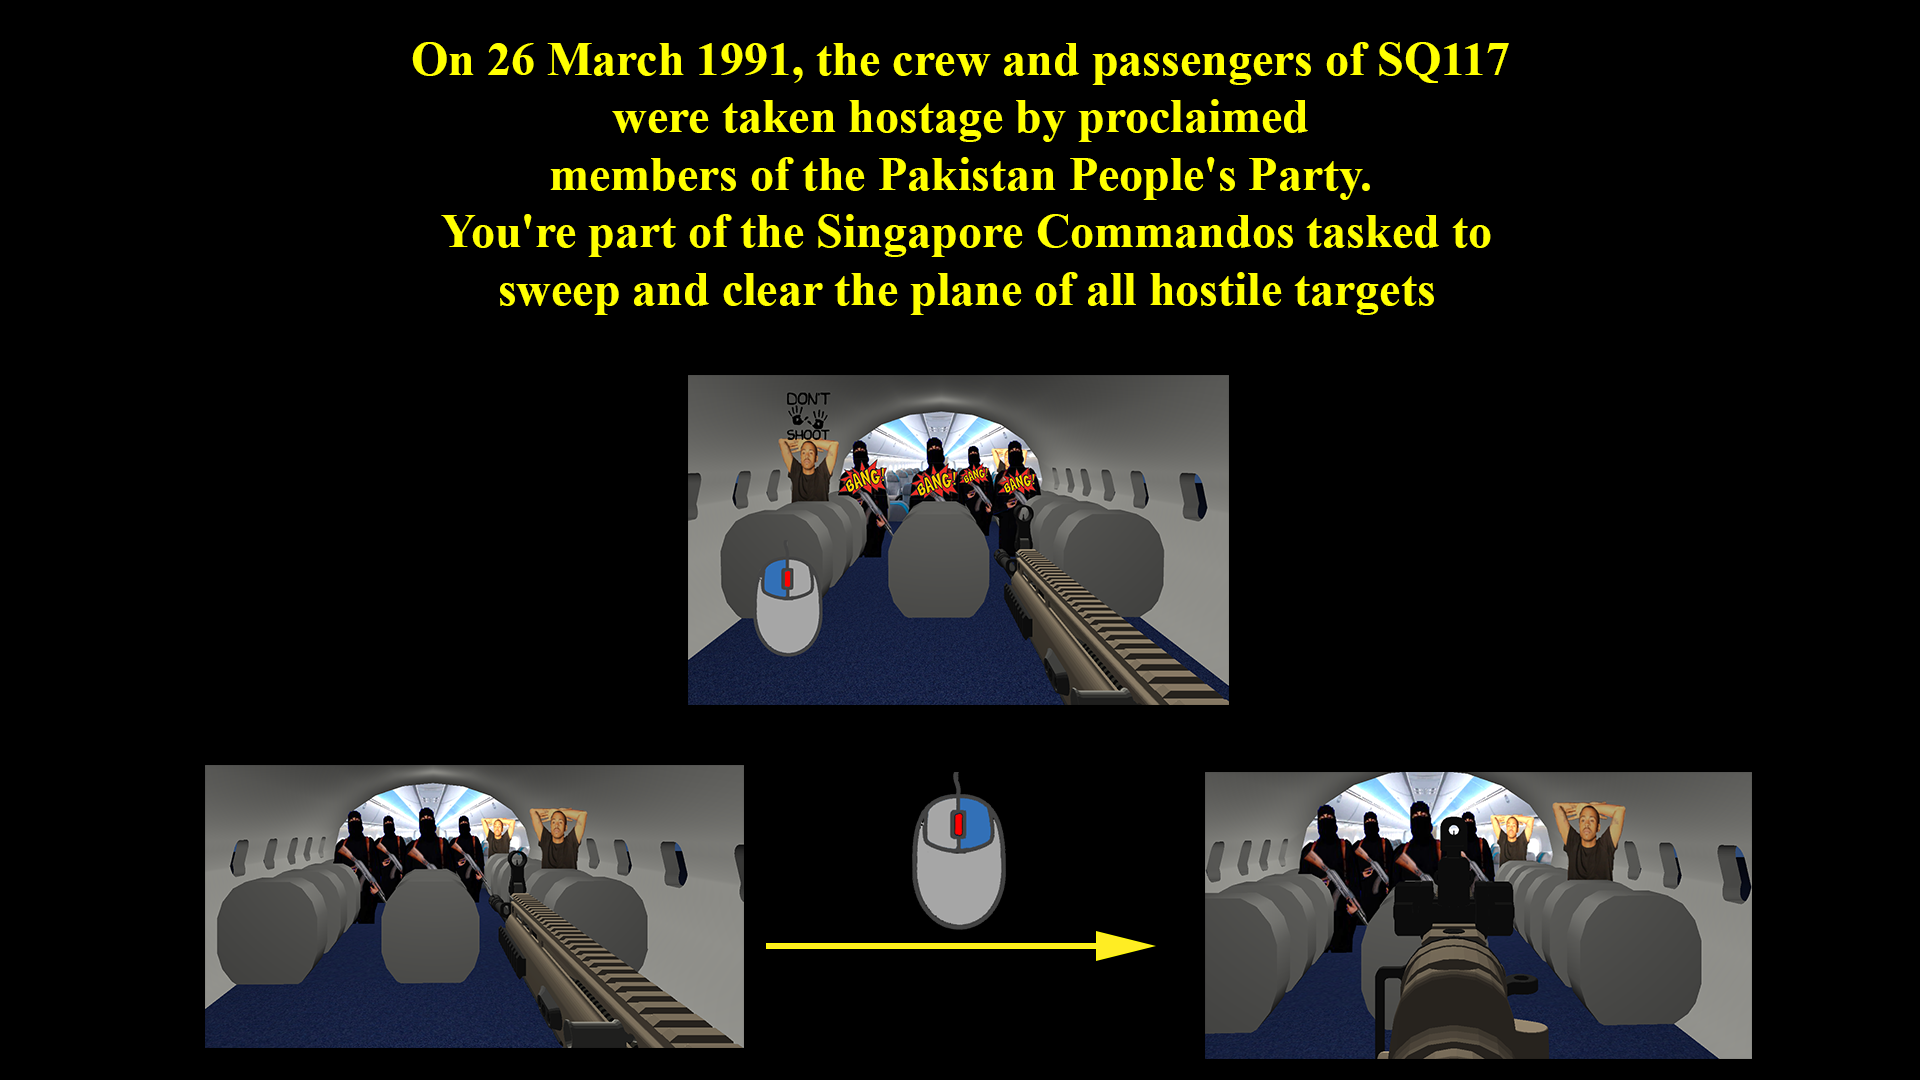 On 26 March 1991, the crew and passengers of SQ117
were taken hostage by proclaimed
members of the Pakistan People's Party.
You're part of the Singapore Commandos tasked to
sweep and clear the plane of all hostile targets
DON'T
SHOOT
BANG!
BANG!
BANG!
BANG!